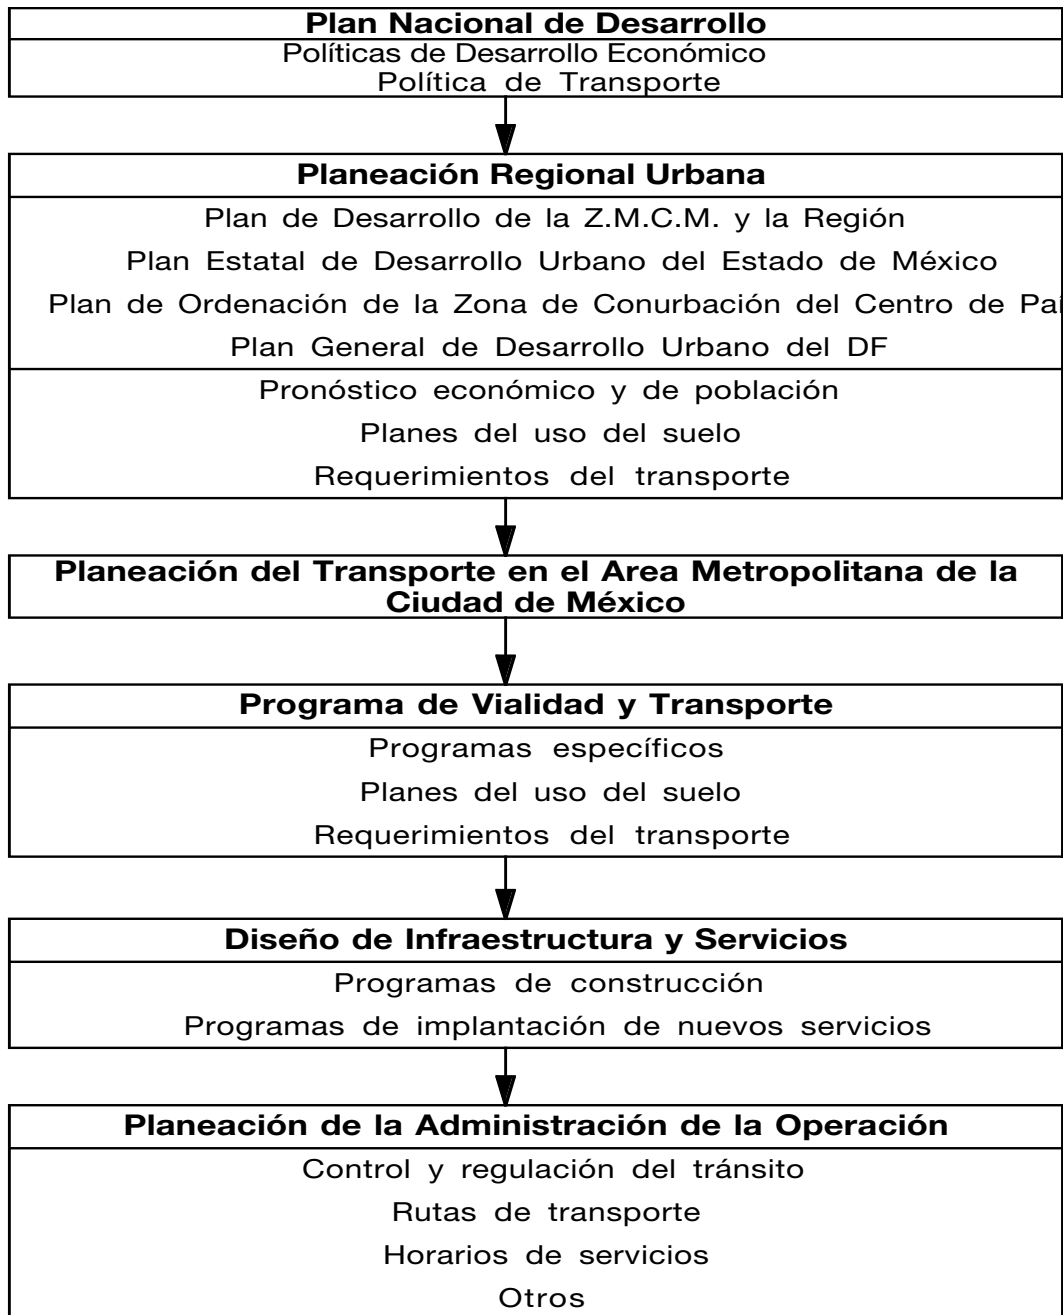 Plan Nacional de Desarrollo
Políticas de Desarrollo Económico
Política de Transporte
Planeación Regional Urbana
Plan de Desarrollo de la Z.M.C.M. y la Región
Plan Estatal de Desarrollo Urbano del Estado de México
Plan de Ordenación de la Zona de Conurbación del Centro de Paí
Plan General de Desarrollo Urbano del DF
Pronóstico económico y de población
Planes del uso del suelo
Requerimientos del transporte
Planeación del Transporte en el Area Metropolitana de la
Ciudad de México
Programa de Vialidad y Transporte
Programas específicos
Planes del uso del suelo
Requerimientos del transporte
Diseño de Infraestructura y Servicios
Programas de construcción
Programas de implantación de nuevos servicios
Planeación de la Administración de la Operación
Control y regulación del tránsito
Rutas de transporte
Horarios de servicios
Otros